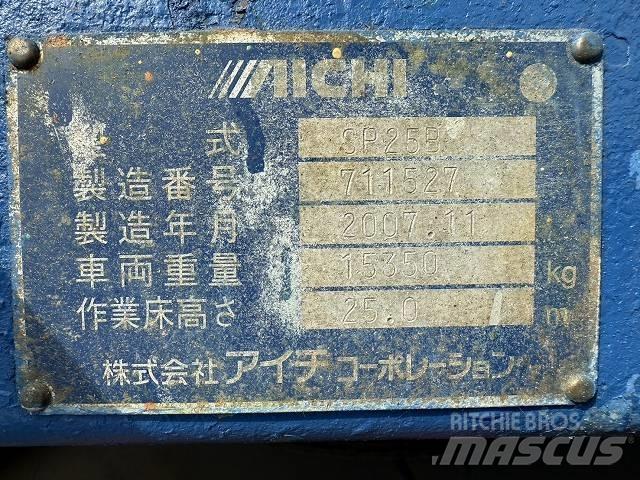 AICHI
式 SP25B
製造番号 711527
製造年月 2007.11
車両重量 15350 kg
作業床高さ 25.0 m
株式会社アイチコーポレーション
RITCHIE BROS
MASCUS